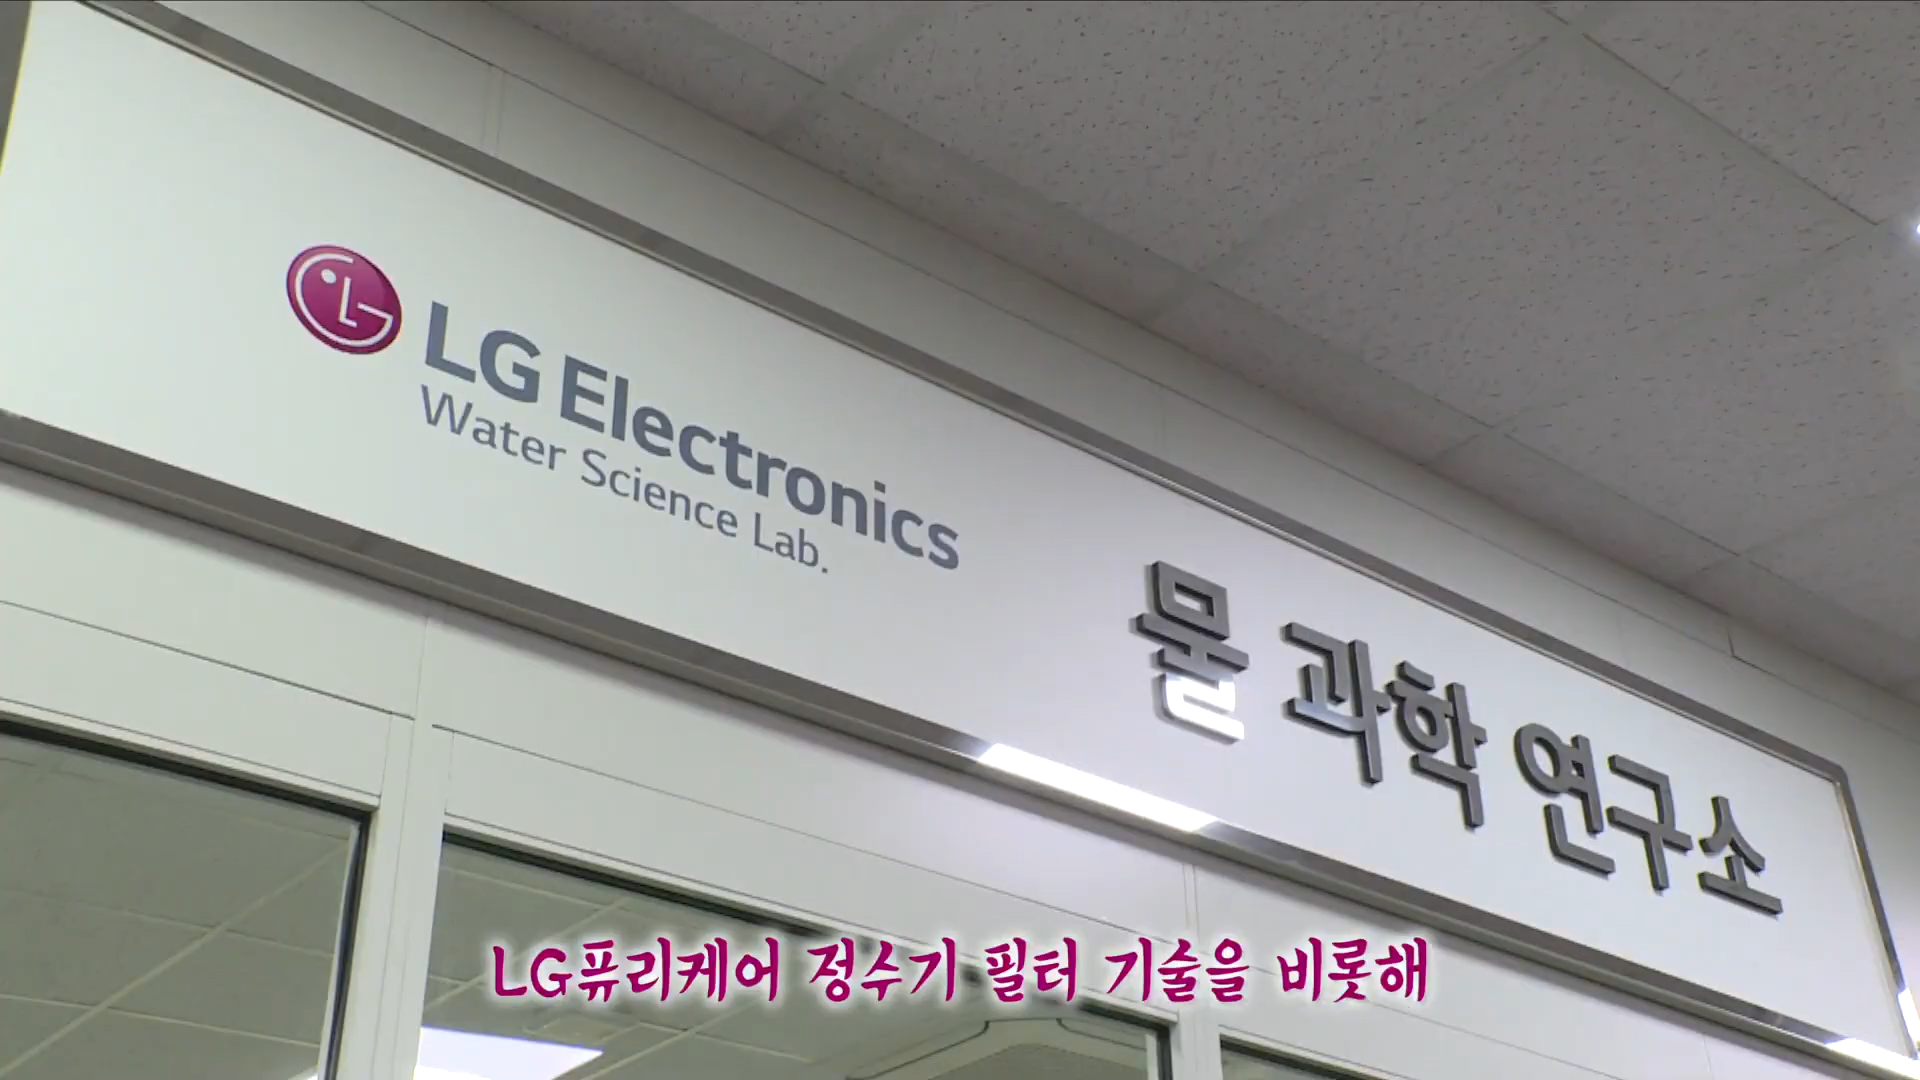 LG Electronics
Water Science Lab.
물 과학 연구소
LG퓨리케어 정수기 필터 기술을 비롯해